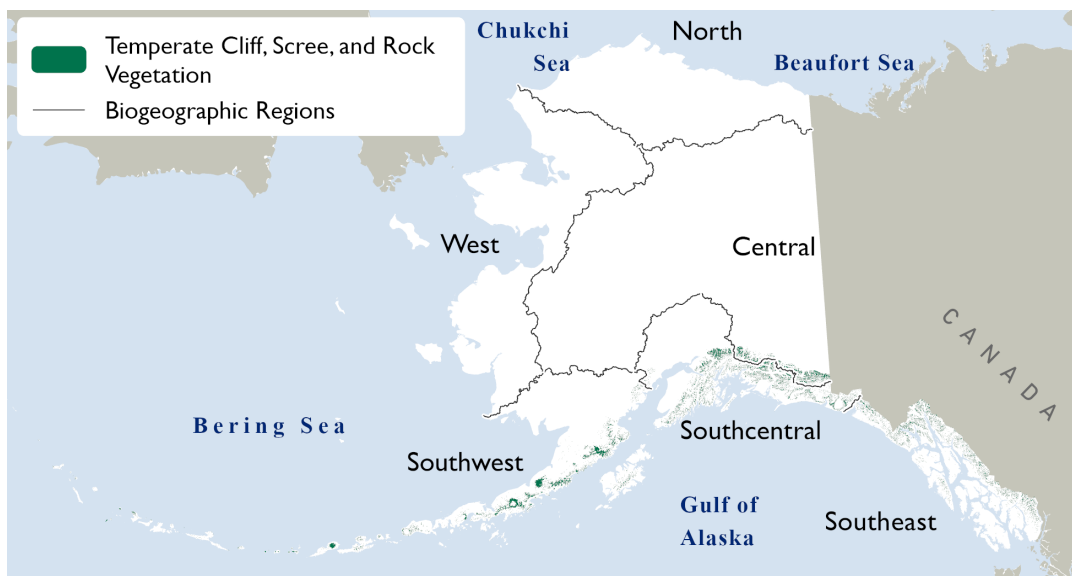 Temperate Cliff, Scree, and Rock
Vegetation
Biogeographic Regions
Chukchi
Sea
North
Beaufort Sea
West
Central
CANADA
Bering Sea
Southwest
Southcentral
Gulf of
Alaska
Southeast